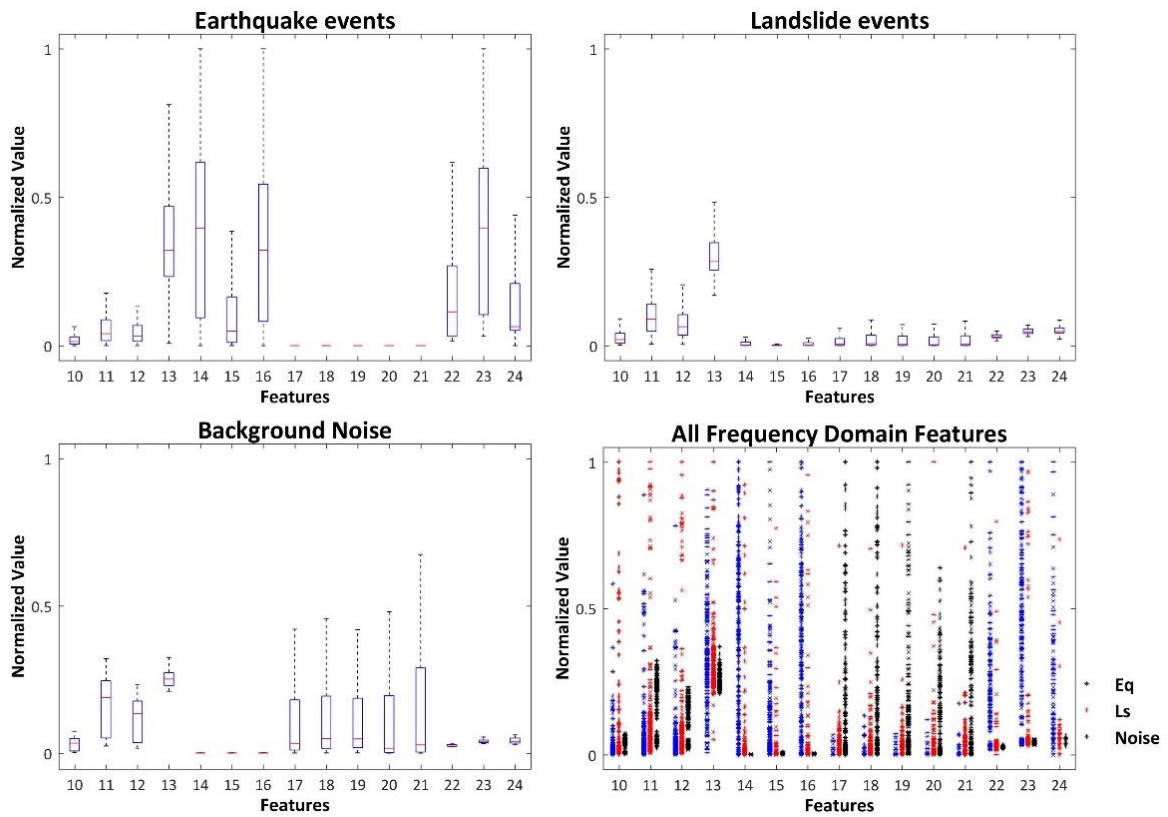 Earthquake events
1
0.5
0
Normalized Value
10 11 12 13 14 15 16 17 18 19 20 21 22 23 24
Features
Landslide events
1
0.5
0
Normalized Value
10 11 12 13 14 15 16 17 18 19 20 21 22 23 24
Features
Background Noise
1
0.5
0
Normalized Value
10 11 12 13 14 15 16 17 18 19 20 21 22 23 24
Features
All Frequency Domain Features
1
0.5
0
Normalized Value
10 11 12 13 14 15 16 17 18 19 20 21 22 23 24
Features
Eq
Ls
Noise